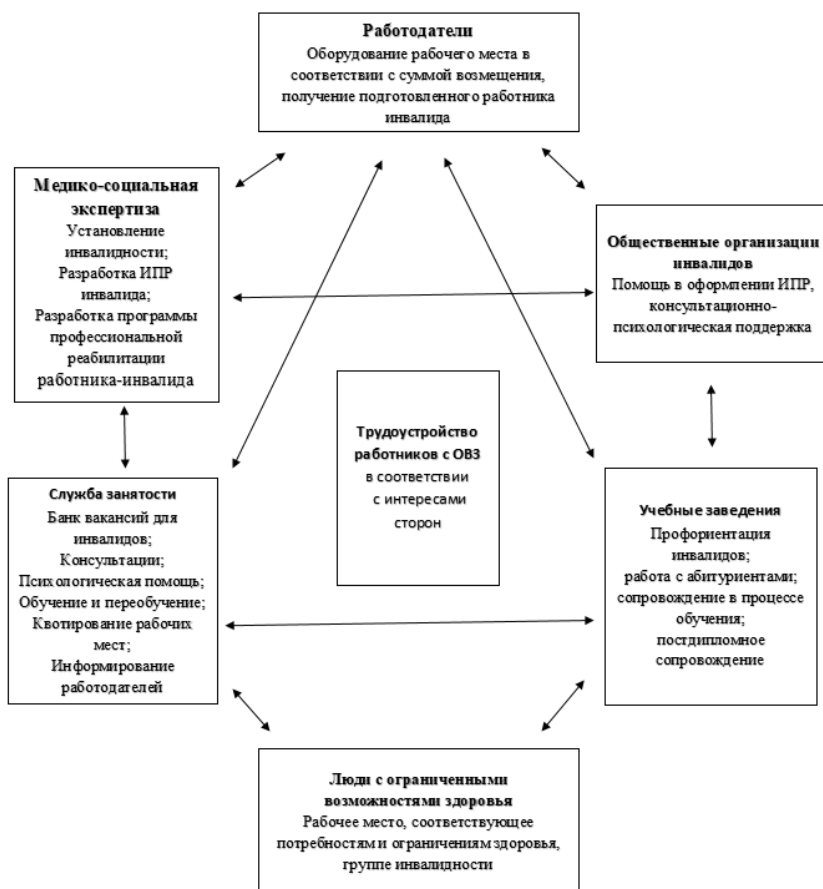 Работодатели
Оборудование рабочего места в
соответствии с суммой возмещения,
получение подготовленного работника
инвалида
Медико-социальная
экспертиза
Установление
инвалидности;
Разработка ИПР
инвалида;
Разработка программы
профессиональной
реабилитации
работника-инвалида
Общественные организации
инвалидов
Помощь в оформлении ИПР,
консультационно-
психологическая поддержка
Трудоустройство
работников с ОВЗ
в соответствии
с интересами
сторон
Служба занятости
Банк вакансий для
инвалидов;
Консультации;
Психологическая помощь;
Обучение и переобучение;
Квотирование рабочих
мест;
Информирование
работодателей
Учебные заведения
Профориентация
инвалидов;
работа с абитуриентами;
сопровождение в процессе
обучения;
постдипломное
сопровождение
Люди с ограниченными
возможностями здоровья
Рабочее место, соответствующее
потребностям и ограничениям здоровья,
группе инвалидности